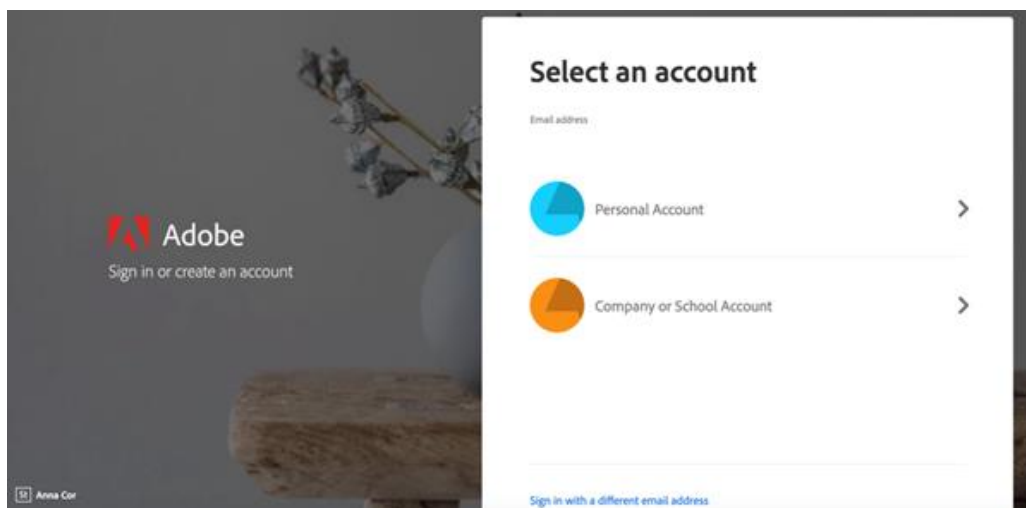 Select an account
Email address
Personal Account
Company or School Account
Sign in with a different email address
Adobe
Sign in or create an account
St Anna Cor